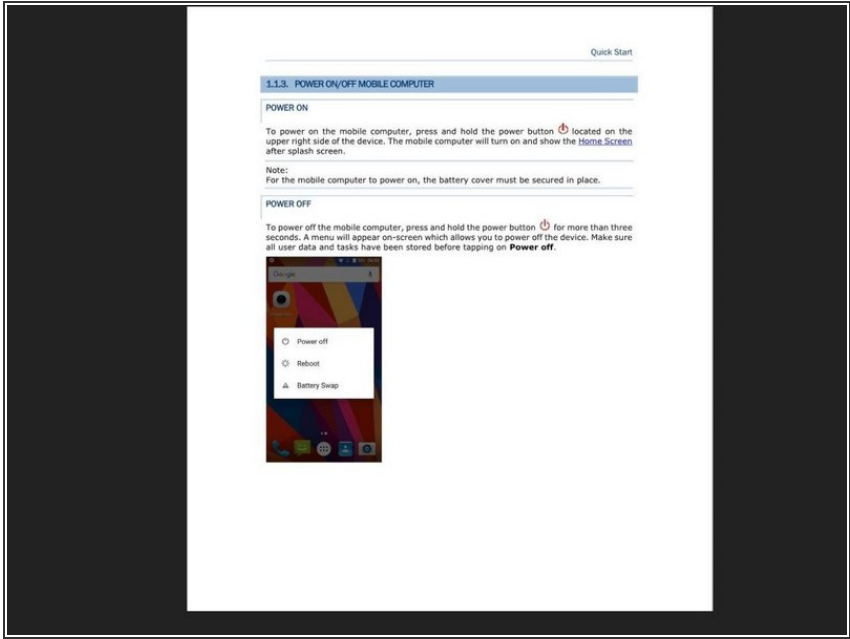 Quick Start
1.1.3. POWER ON/OFF MOBILE COMPUTER
POWER ON
To power on the mobile computer, press and hold the power button located on the
upper right side of the device. The mobile computer will turn on and show the Home Screen
after splash screen.
Note:
For the mobile computer to power on, the battery cover must be secured in place.
POWER OFF
To power off the mobile computer, press and hold the power button for more than three
seconds. A menu will appear on-screen which allows you to power off the device. Make sure
all user data and tasks have been stored before tapping on Power off.
Google
Power off
Reboot
Battery Swap